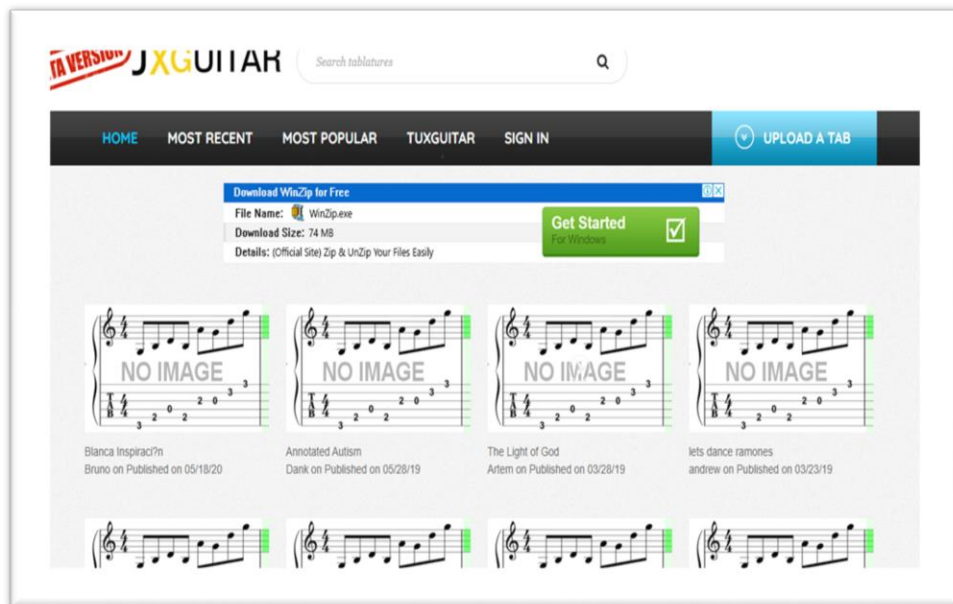 TA VERSION JXGUITAR Search tablatures
HOME MOST RECENT MOST POPULAR TUXGUITAR SIGN IN UPLOAD A TAB
Download WinZip for Free
File Name: WinZip.exe
Download Size: 74 MB
Details: (Official Site) Zip & UnZip Your Files Easily
Get Started
For Windows
NO IMAGE NO IMAGE NO IMAGE NO IMAGE
Blanca Inspiraci?n
Bruno on Published on 05/18/20
Annotated Autism
Dank on Published on 05/28/19
The Light of God
Artem on Published on 03/28/19
lets dance ramones
andrew on Published on 03/23/19